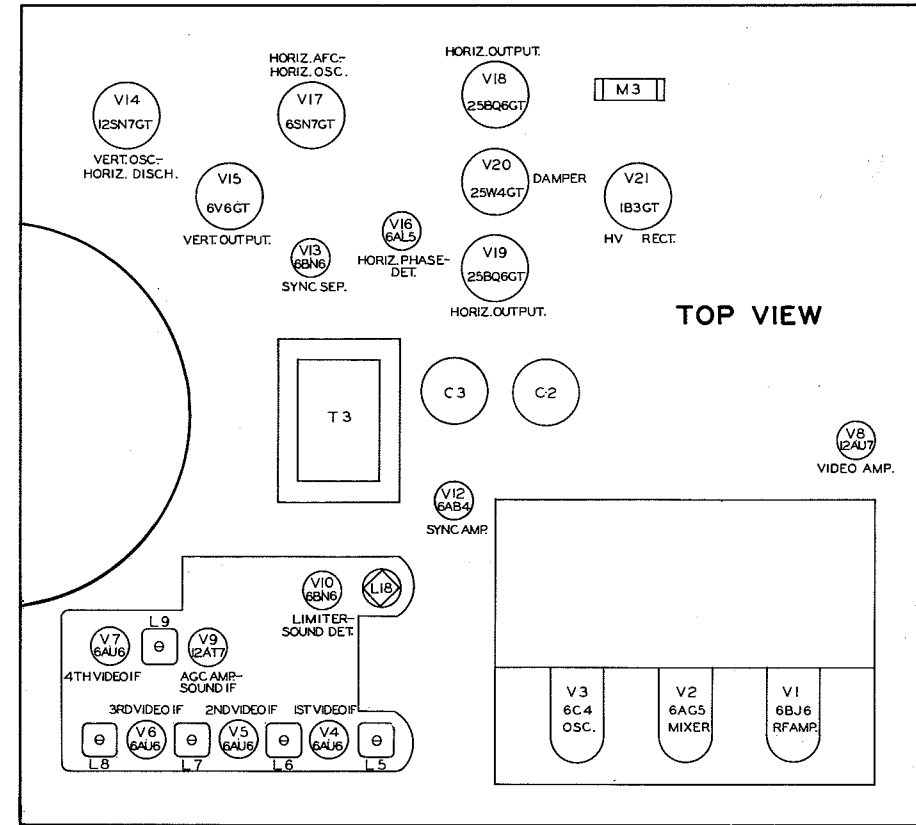 HORIZ. AFC.-
HORIZ. OSC.
HORIZ. OUTPUT.
V14
12SN7GT
VERT. OSC.-
HORIZ. DISCH.
V17
6SN7GT
V18
25BQ6GT
M3
V15
6V6GT
VERT. OUTPUT.
V20
25W4GT
DAMPER
V21
1B3GT
HV RECT.
V16
6AL5
HORIZ. PHASE-
DET.
V13
6BN6
SYNC SEP.
V19
25BQ6GT
HORIZ. OUTPUT.
TOP VIEW
T3
C3
C2
V8
12AU7
VIDEO AMP.
V12
6AB4
SYNC AMP.
V10
6BN6
LIMITER-
SOUND DET.
L18
L9
V7
6AU6
4TH VIDEO IF
V9
12AT7
AGC AMP-
SOUND IF
3RD VIDEO IF
2ND VIDEO IF
1ST VIDEO IF
V6
6AU6
V5
6AU6
V4
6AU6
L8
L7
L6
L5
V3
6C4
OSC.
V2
6AG5
MIXER
V1
6BJ6
RF AMP.